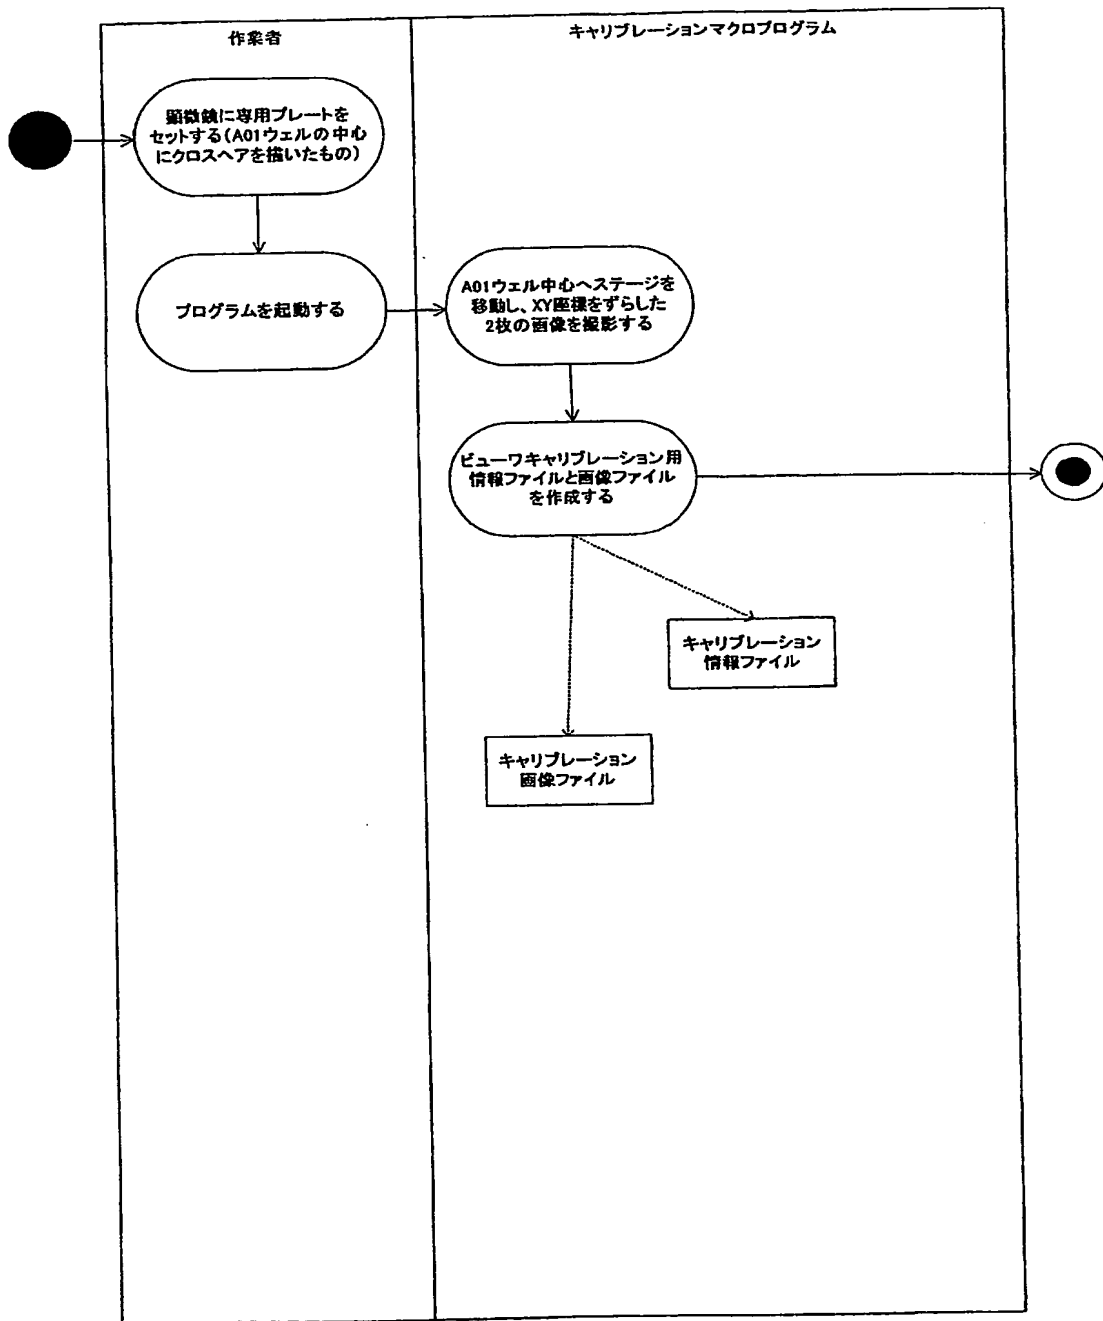 作業者
キャリブレーションマクロプログラム
顕微鏡に専用プレートを
セットする(A01ウェルの中心
にクロスヘアを描いたもの)
プログラムを起動する
A01ウェル中心へステージを
移動し、XY座標をずらした
2枚の画像を撮影する
ビューワキャリブレーション用
情報ファイルと画像ファイル
を作成する
キャリブレーション
情報ファイル
キャリブレーション
画像ファイル